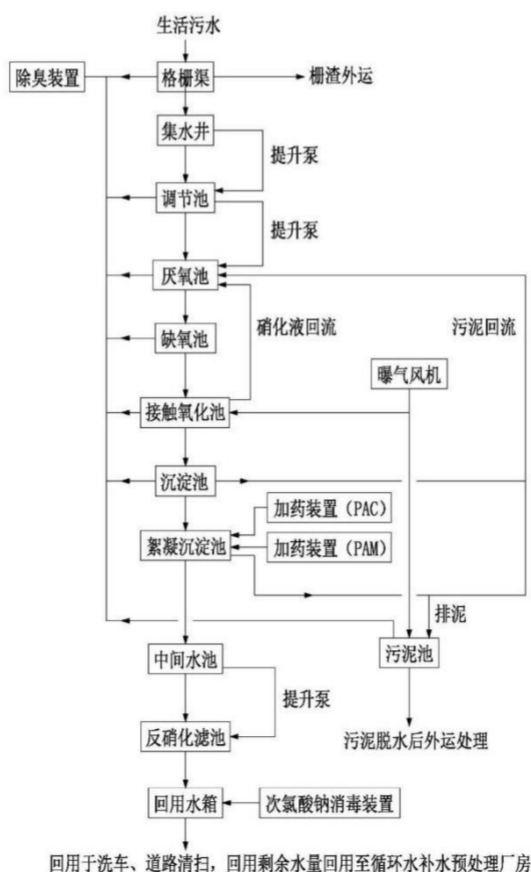 生活污水
除臭装置
格栅渠
栅渣外运
集水井
提升泵
调节池
提升泵
厌氧池
硝化液回流
污泥回流
缺氧池
曝气风机
接触氧化池
沉淀池
加药装置（PAC）
絮凝沉淀池
加药装置（PAM）
排泥
中间水池
污泥池
提升泵
反硝化滤池
污泥脱水后外运处理
回用水箱
次氯酸钠消毒装置
回用于洗车、道路清扫，回用剩余水量回用至循环水补水预处理厂房